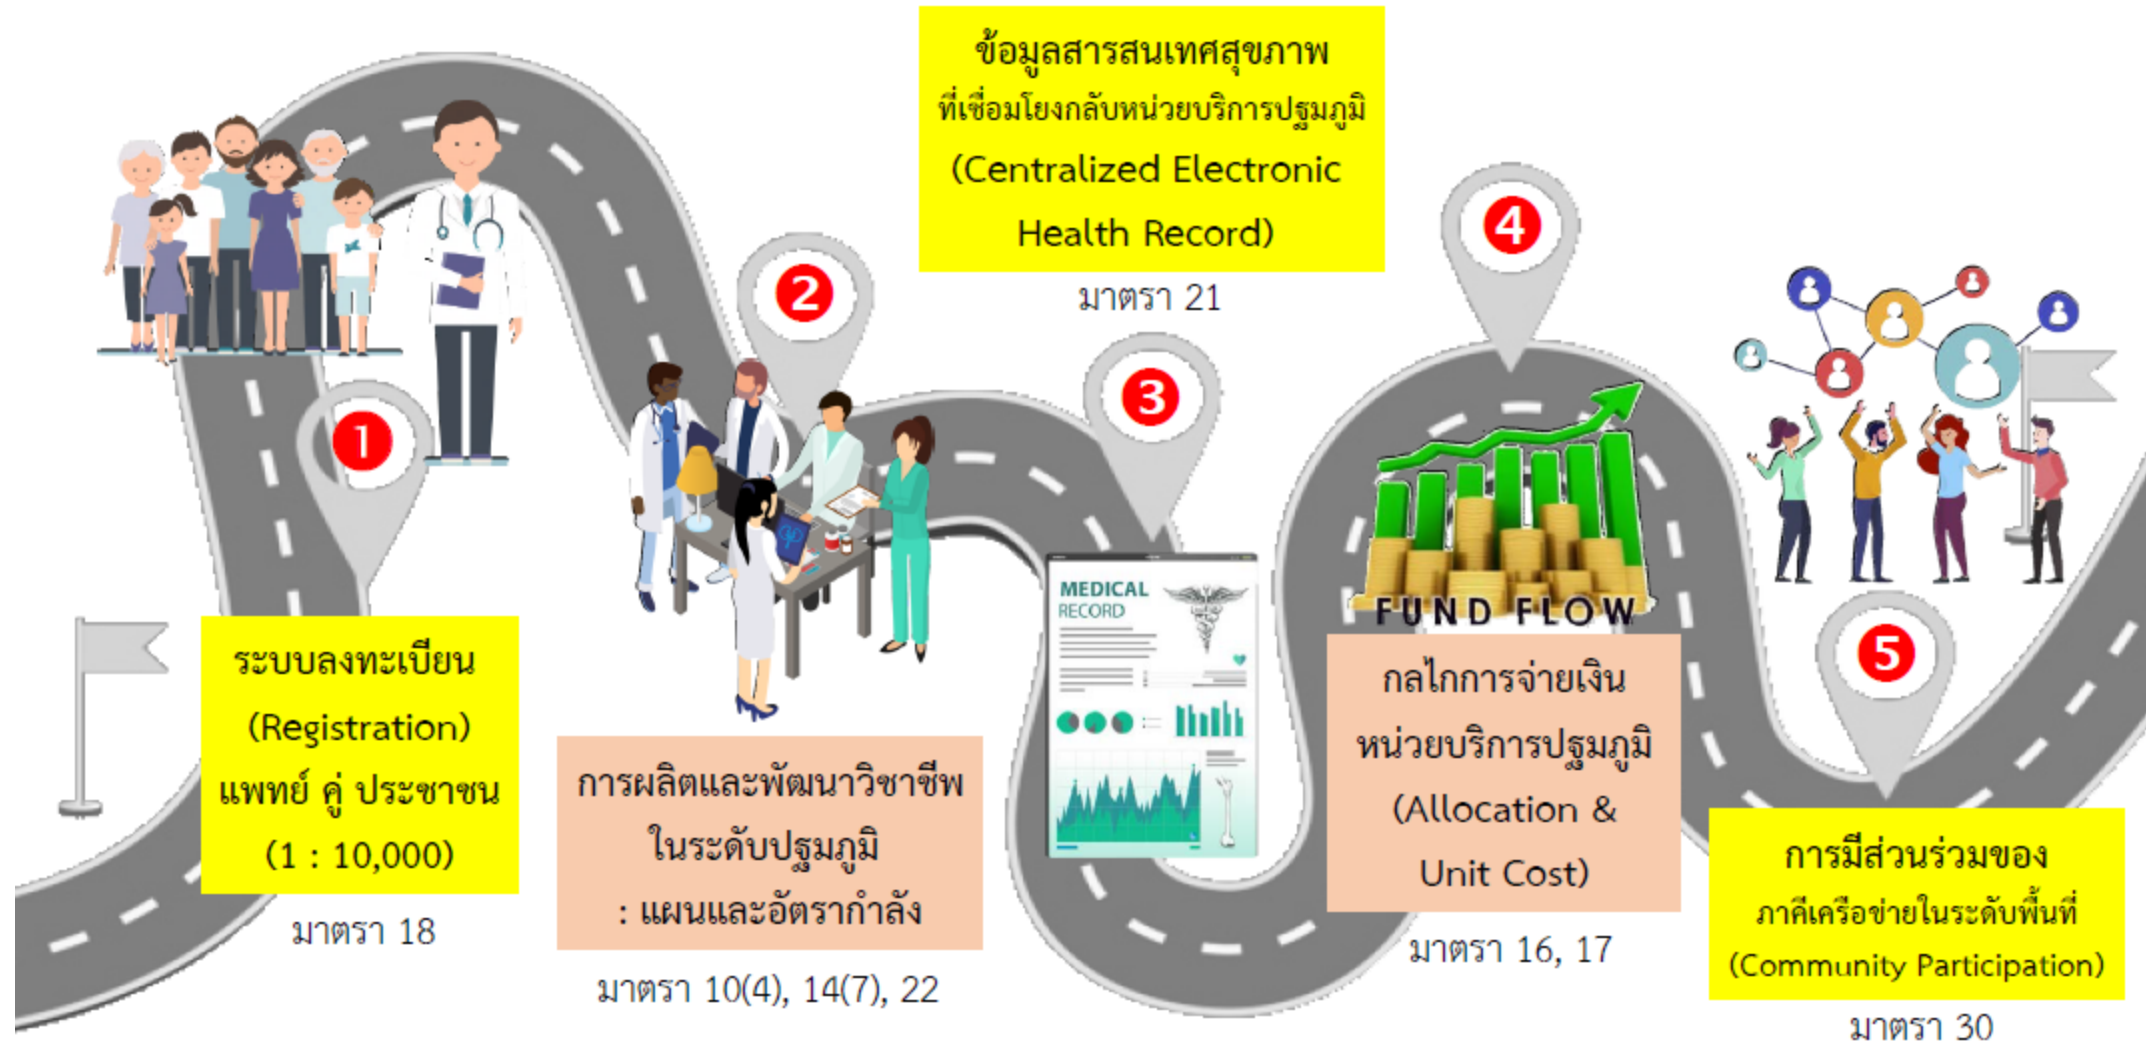 1
ระบบลงทะเบียน
(Registration)
แพทย์ คู่ ประชาชน
(1 : 10,000)
มาตรา 18
2
การผลิตและพัฒนาวิชาชีพ
ในระดับปฐมภูมิ
: แผนและอัตรากำลัง
มาตรา 10(4), 14(7), 22
ข้อมูลสารสนเทศสุขภาพ
ที่เชื่อมโยงกลับหน่วยบริการปฐมภูมิ
(Centralized Electronic
Health Record)
มาตรา 21
3
MEDICAL
RECORD
4
FUND FLOW
กลไกการจ่ายเงิน
หน่วยบริการปฐมภูมิ
(Allocation &
Unit Cost)
มาตรา 16, 17
5
การมีส่วนร่วมของ
ภาคีเครือข่ายในระดับพื้นที่
(Community Participation)
มาตรา 30